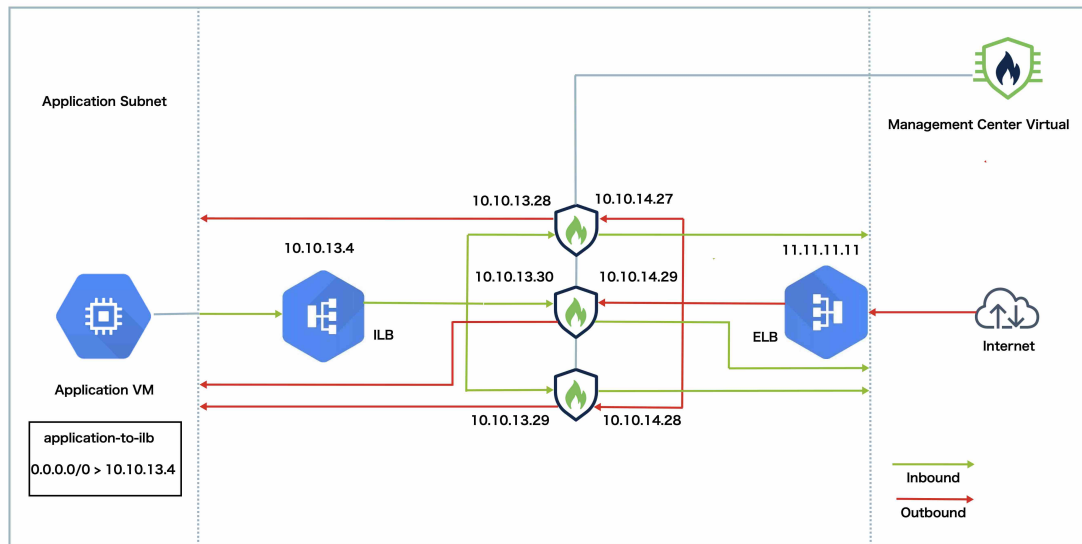 Application Subnet
Management Center Virtual
10.10.13.28
10.10.14.27
10.10.13.4
11.11.11.11
10.10.13.30
10.10.14.29
ILB
ELB
Internet
Application VM
10.10.13.29
10.10.14.28
application-to-ilb
0.0.0.0/0 > 10.10.13.4
Inbound
Outbound